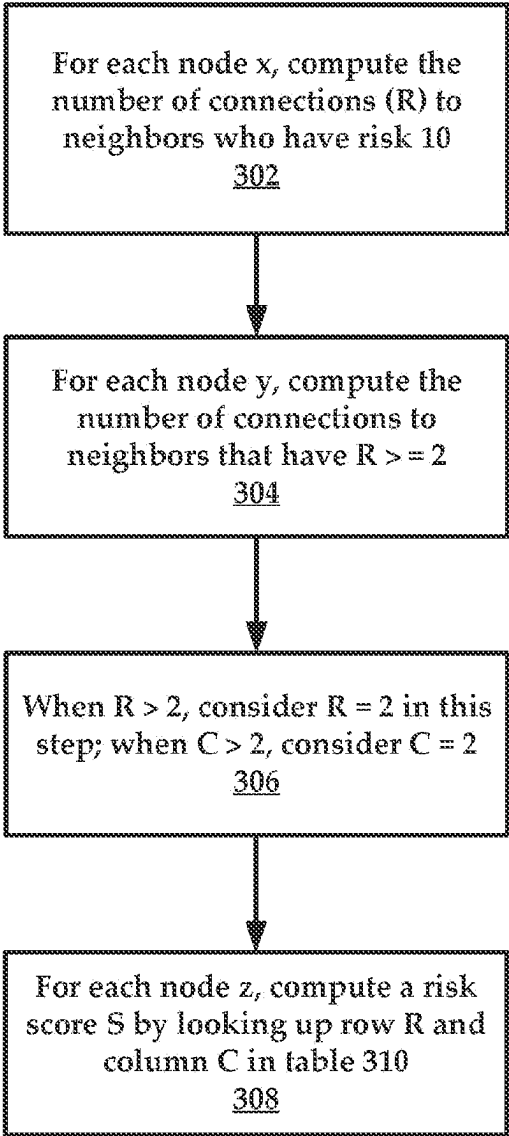 For each node x, compute the
number of connections (R) to
neighbors who have risk 10
302
For each node y, compute the
number of connections to
neighbors that have R > = 2
304
When R > 2, consider R = 2 in this
step; when C > 2, consider C = 2
306
For each node z, compute a risk
score S by looking up row R and
column C in table 310
308